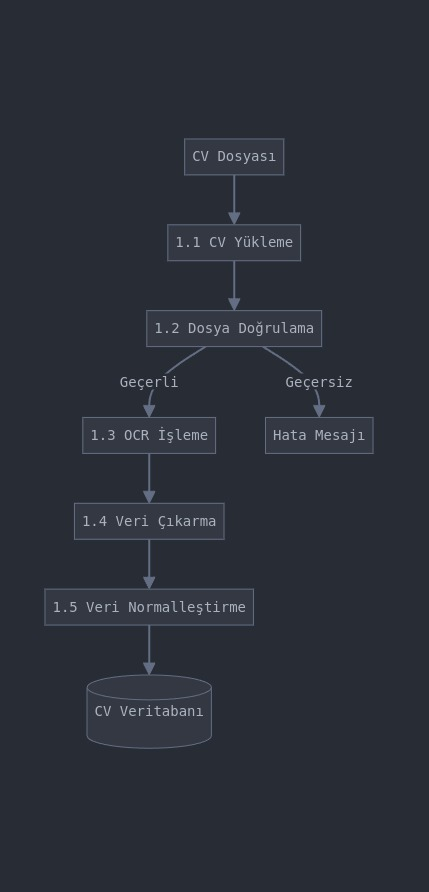 CV Dosyası
1.1 CV Yükleme
1.2 Dosya Doğrulama
Geçerli
Geçersiz
1.3 OCR İşleme
Hata Mesajı
1.4 Veri Çıkarma
1.5 Veri Normalleştirme
CV Veritabanı